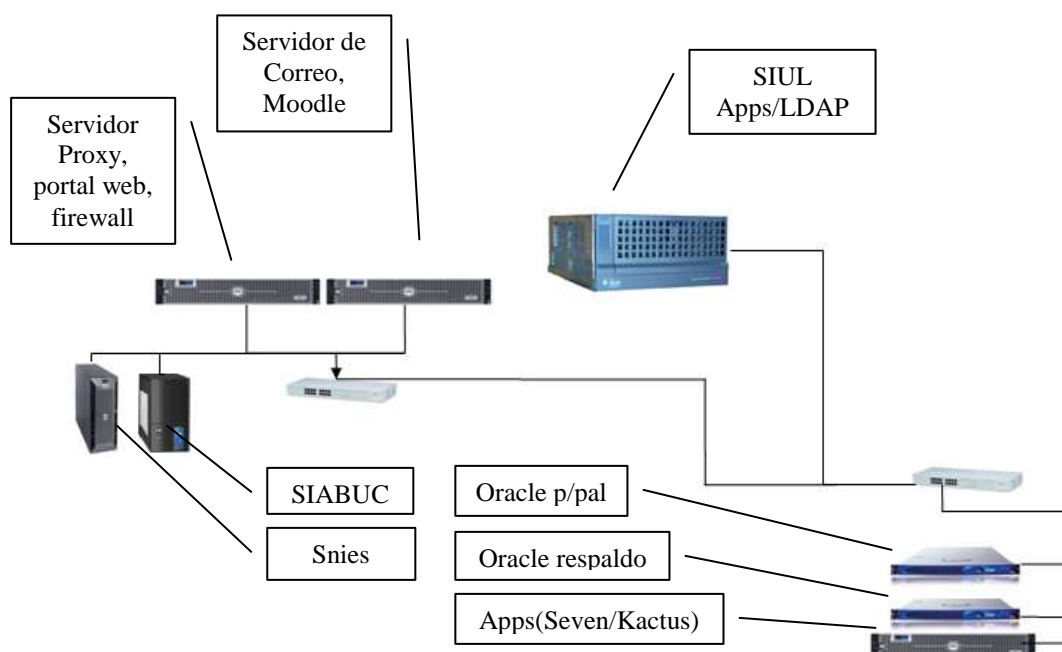 Servidor de
Correo,
Moodle
SIUL
Apps/LDAP
Servidor
Proxy,
portal web,
firewall
SIABUC
Oracle p/pal
Snies
Oracle respaldo
Apps(Seven/Kactus)